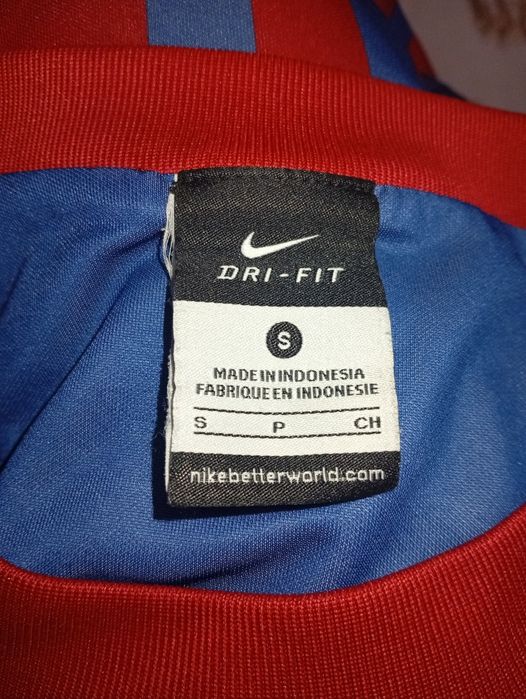 DRI-FIT
S
MADE IN INDONESIA
FABRIQUE EN INDONESIE
S P CH
nikebetterworld.com